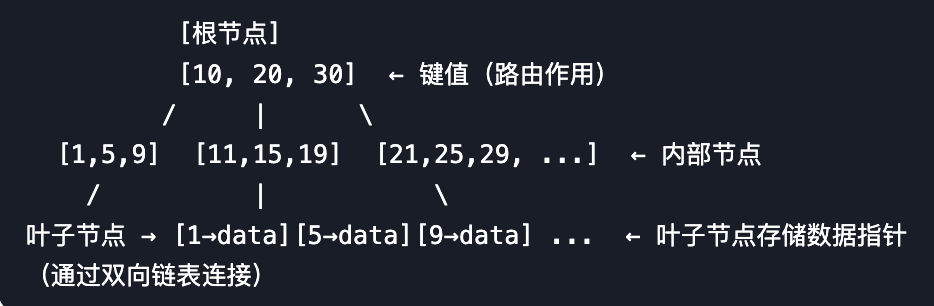 [根节点]
[10, 20, 30] ← 键值（路由作用）
/ | \
[1,5,9] [11,15,19] [21,25,29, ...] ← 内部节点
/ | \
叶子节点 → [1→data][5→data][9→data] ... ← 叶子节点存储数据指针
（通过双向链表连接）